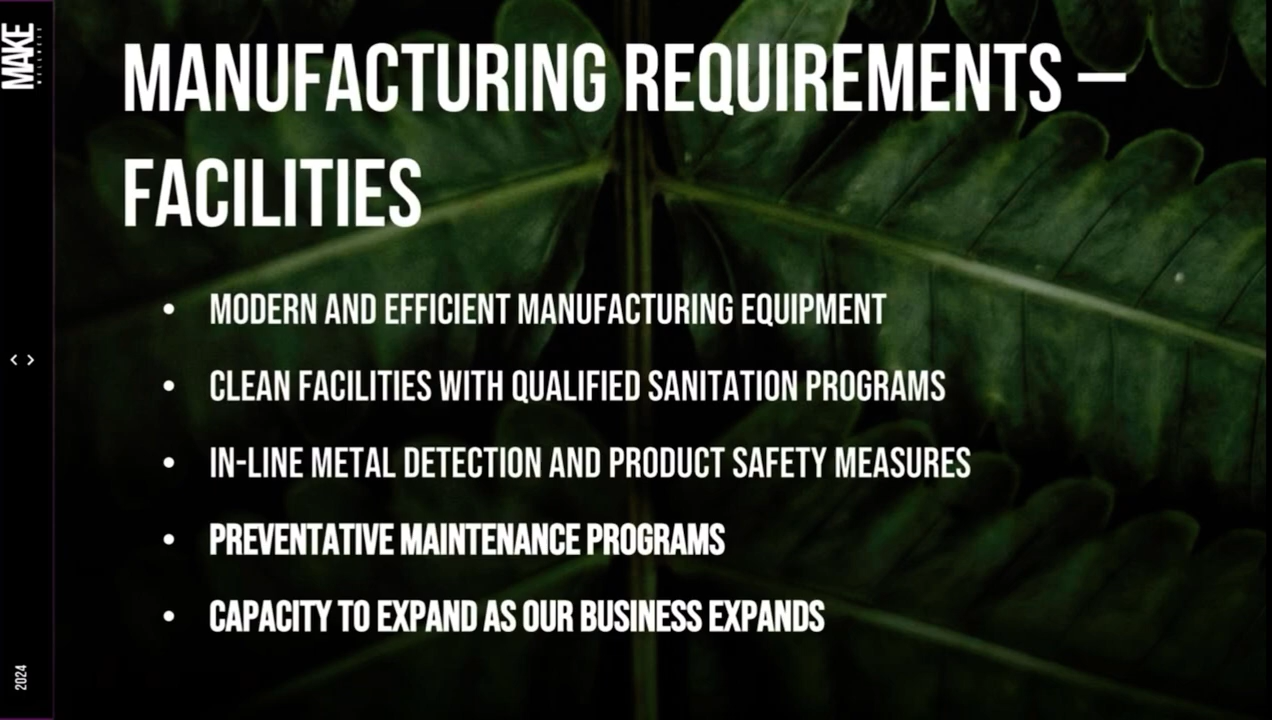 MAKE
WELLNESS
MANUFACTURING REQUIREMENTS –
FACILITIES
• MODERN AND EFFICIENT MANUFACTURING EQUIPMENT
• CLEAN FACILITIES WITH QUALIFIED SANITATION PROGRAMS
• IN-LINE METAL DETECTION AND PRODUCT SAFETY MEASURES
• PREVENTATIVE MAINTENANCE PROGRAMS
• CAPACITY TO EXPAND AS OUR BUSINESS EXPANDS
2024